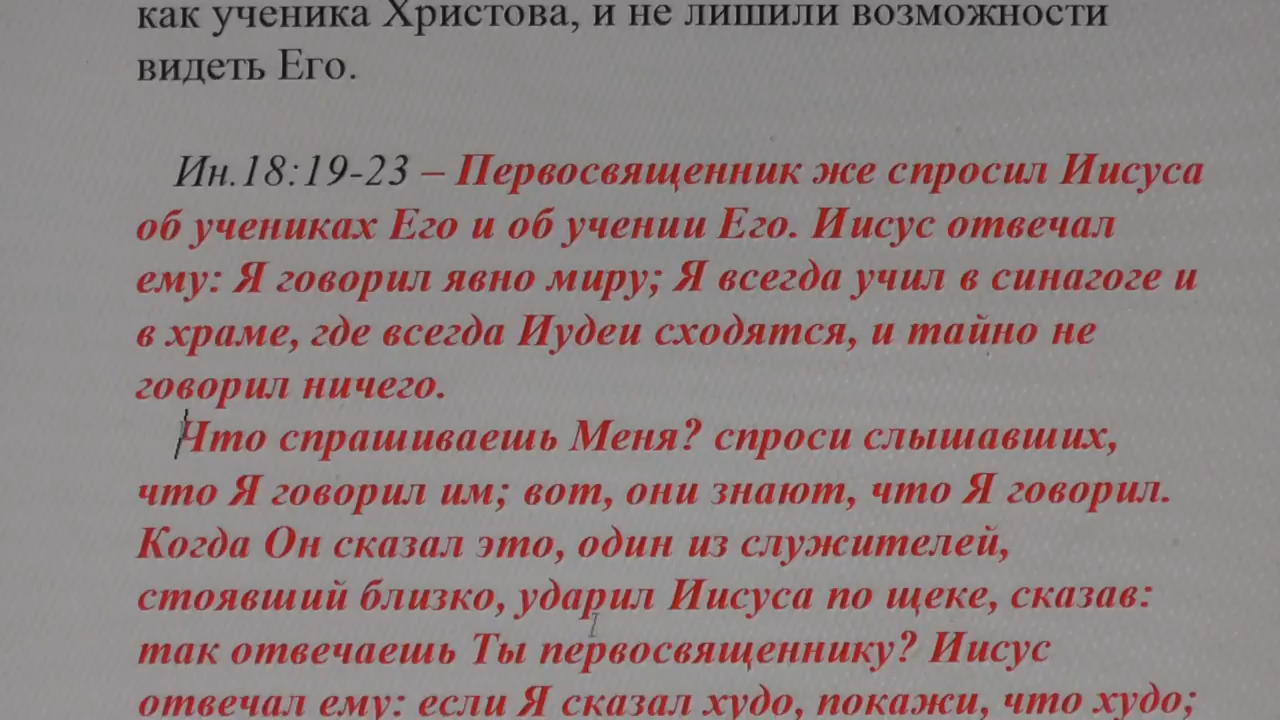 как ученика Христова, и не лишили возможности
видеть Его.
Ин.18:19-23 – Первосвященник же спросил Иисуса
об учениках Его и об учении Его. Иисус отвечал
ему: Я говорил явно миру; Я всегда учил в синагоге и
в храме, где всегда Иудеи сходятся, и тайно не
говорил ничего.
Что спрашиваешь Меня? спроси слышавших,
что Я говорил им; вот, они знают, что Я говорил.
Когда Он сказал это, один из служителей,
стоявший близко, ударил Иисуса по щеке, сказав:
так отвечаешь Ты первосвященнику? Иисус
отвечал ему: если Я сказал худо, покажи, что худо;